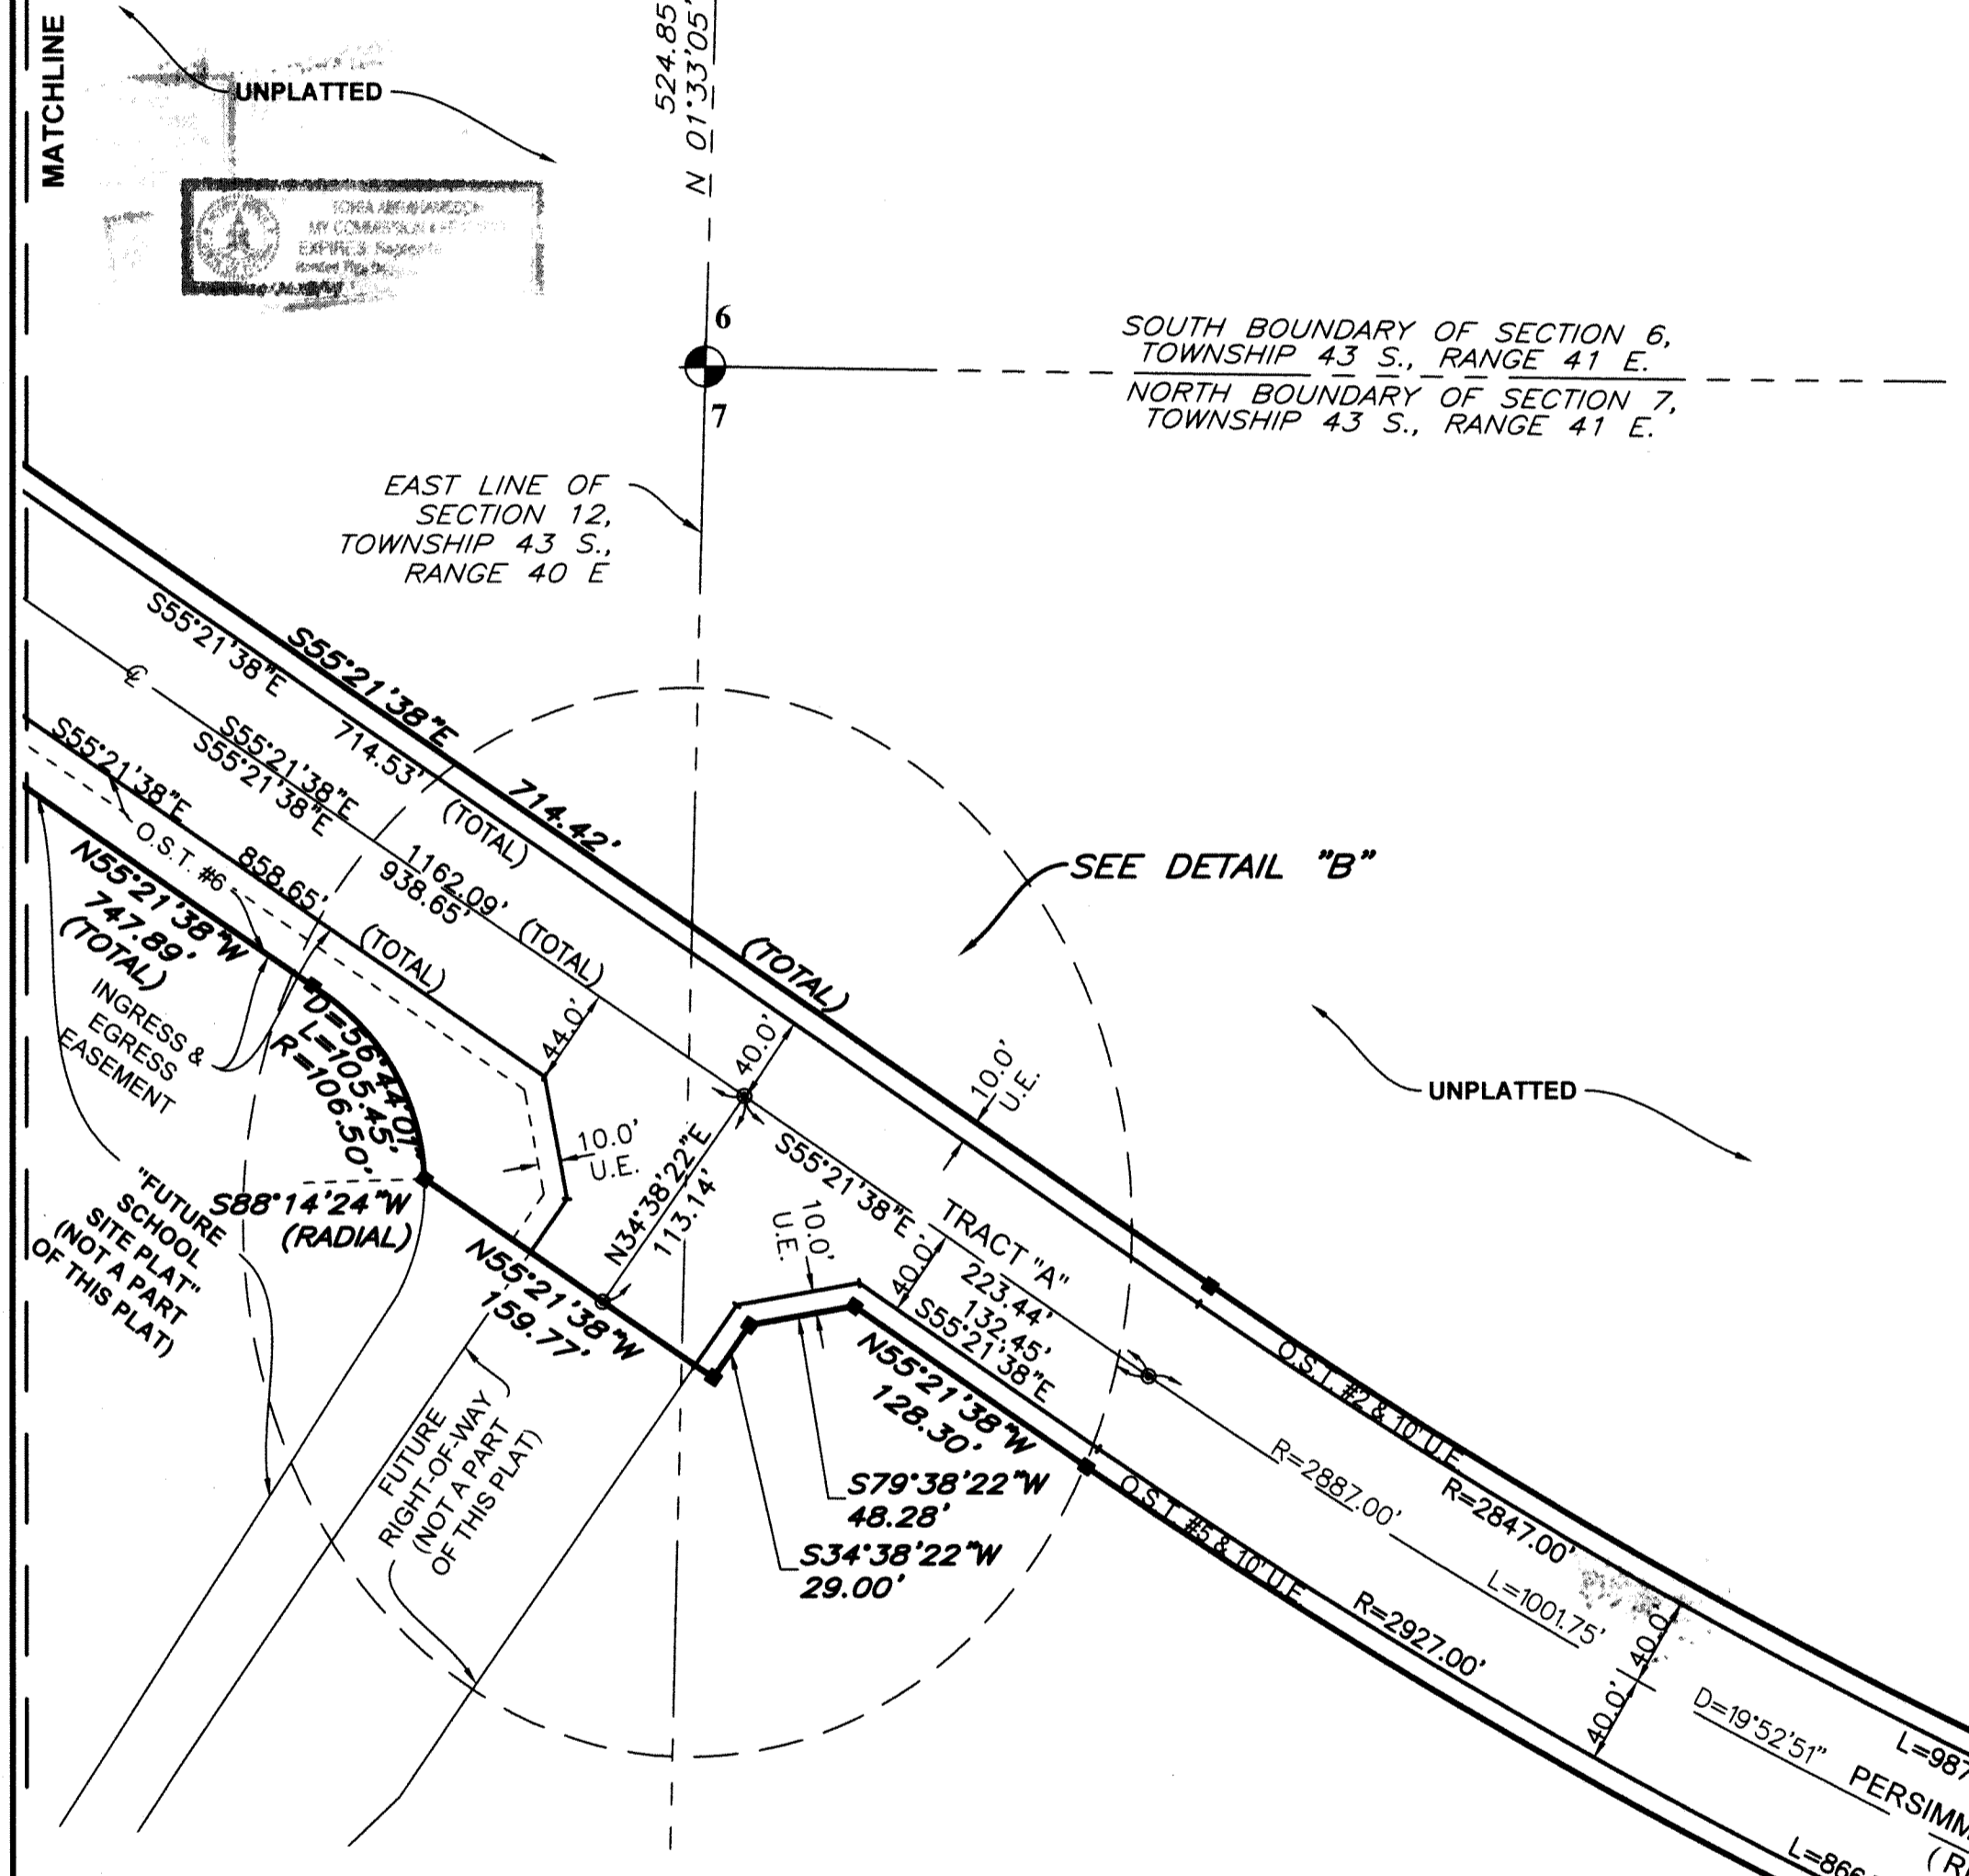 MATCHLINE
UNPLATTED
524.85'
N 01°33'05"
MY COMMISSION
EXPIRES
6
7
SOUTH BOUNDARY OF SECTION 6,
TOWNSHIP 43 S., RANGE 41 E.
NORTH BOUNDARY OF SECTION 7,
TOWNSHIP 43 S., RANGE 41 E.
EAST LINE OF
SECTION 12,
TOWNSHIP 43 S.,
RANGE 40 E
S55°21'38"E 714.42' (TOTAL)
S55°21'38"E 714.53' (TOTAL)
℄
S55°21'38"E 1162.09' (TOTAL)
S55°21'38"E 938.65'
S55°21'38"E 858.65' (TOTAL)
O.S.T. #6
N55°21'38"W
747.89'
(TOTAL)
INGRESS &
EGRESS
EASEMENT
D=56°44'01"
L=105.45'
R=106.50'
S88°14'24"W
(RADIAL)
"FUTURE
SCHOOL
SITE PLAT"
(NOT A PART
OF THIS PLAT)
44.0'
40.0'
10.0'
U.E.
10.0'
U.E.
N34°38'22"E
113.14'
N55°21'38"W
159.77'
10.0'
U.E.
SEE DETAIL "B"
UNPLATTED
S55°21'38"E
TRACT "A"
223.44'
132.45'
S55°21'38"E
40.0'
N55°21'38"W
128.30'
S79°38'22"W
48.28'
S34°38'22"W
29.00'
FUTURE
RIGHT-OF-WAY
(NOT A PART
OF THIS PLAT)
O.S.T. #2 & 10' U.E.
O.S.T. #5 & 10' U.E.
R=2887.00'
R=2847.00'
L=1001.75'
R=2927.00'
40.0'
40.0'
D=19°52'51"
L=987
PERSIMM
(R
L=866